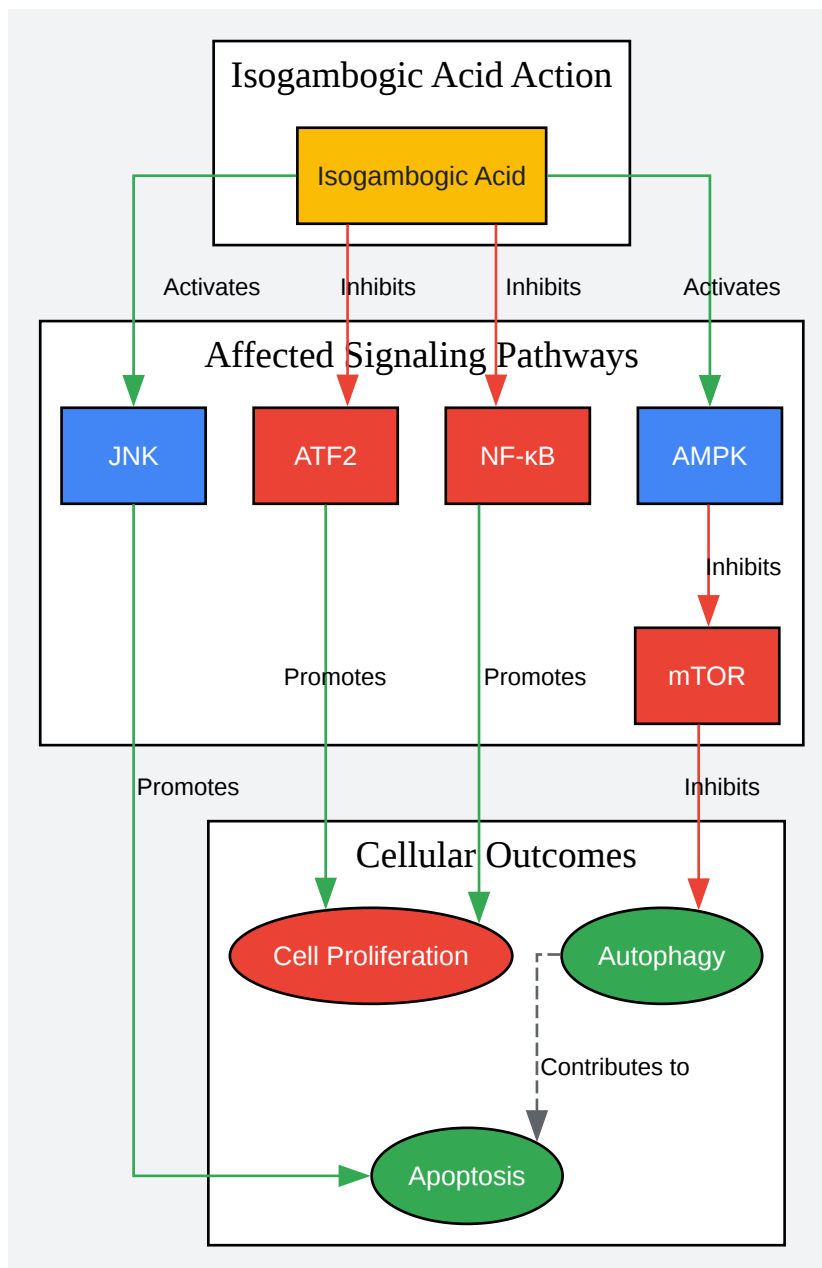 Isogambogic Acid Action
Isogambogic Acid
Activates
Inhibits
Inhibits
Activates
Affected Signaling Pathways
JNK
ATF2
NF-κB
AMPK
Inhibits
mTOR
Promotes
Promotes
Promotes
Inhibits
Cellular Outcomes
Cell Proliferation
Autophagy
Contributes to
Apoptosis